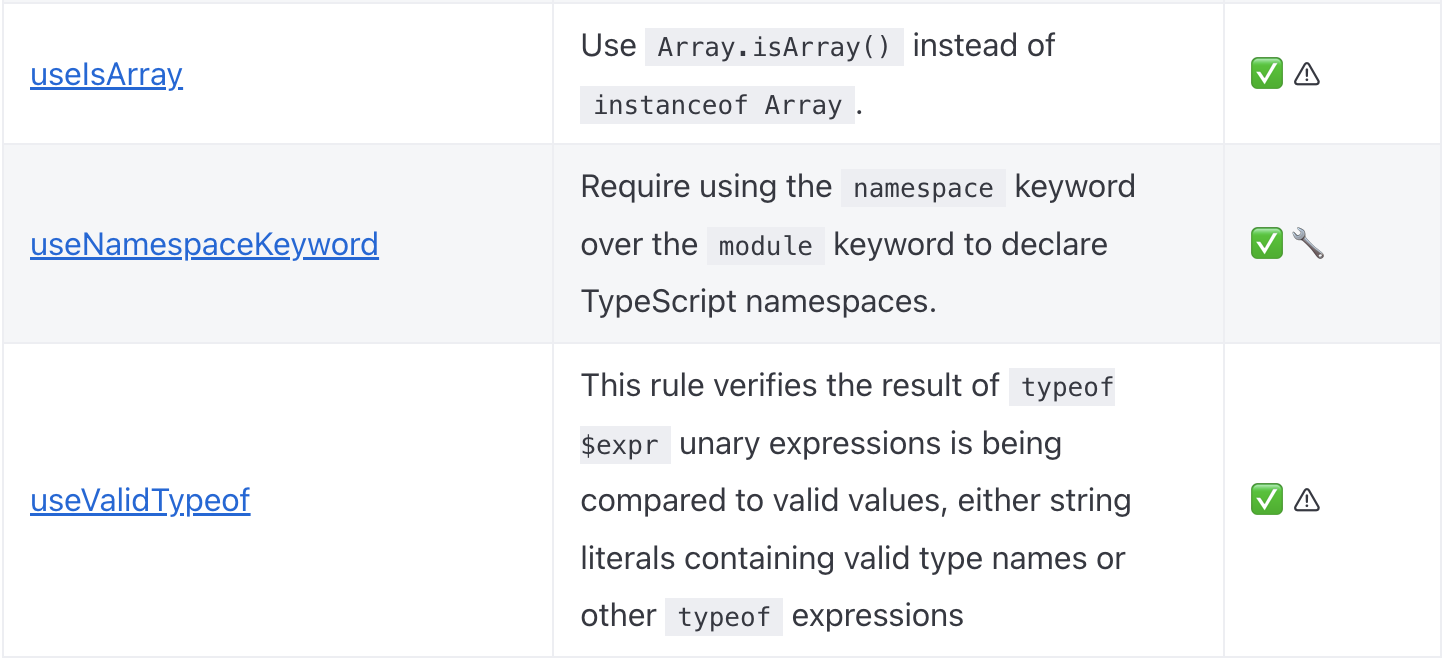 useIsArray
Use Array.isArray() instead of
instanceof Array.
✅ ⚠
useNamespaceKeyword
Require using the namespace keyword
over the module keyword to declare
TypeScript namespaces.
✅ 🔧
useValidTypeof
This rule verifies the result of typeof
$expr unary expressions is being
compared to valid values, either string
literals containing valid type names or
other typeof expressions
✅ ⚠